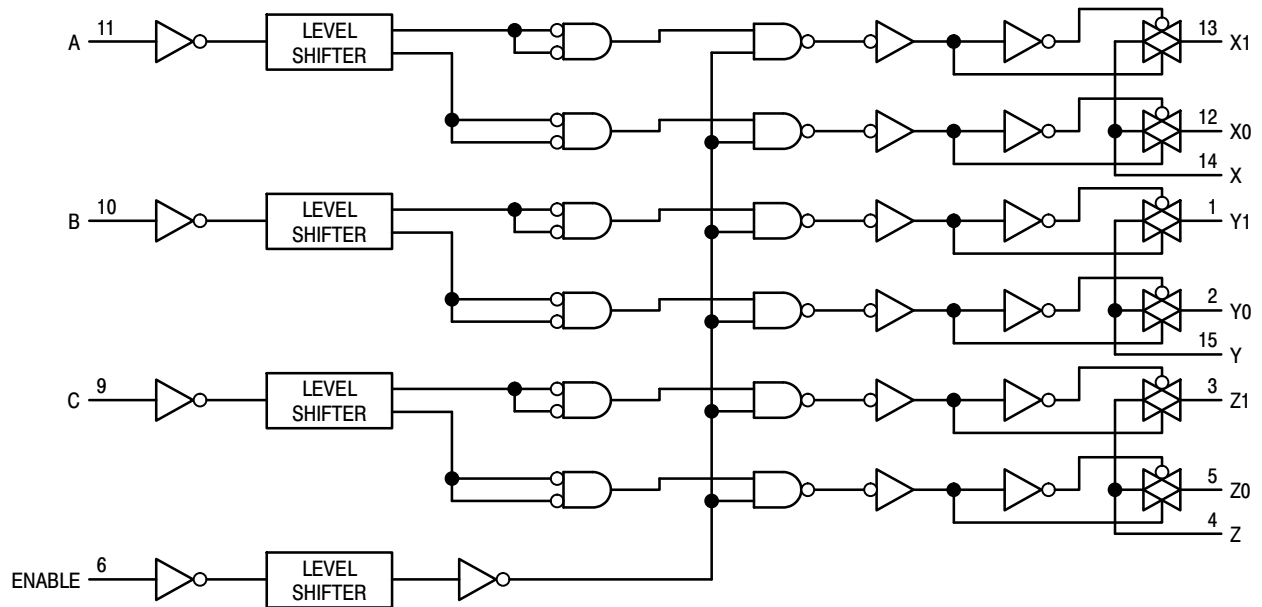 A 11 LEVEL SHIFTER 13 X1
12 X0
14 X
B 10 LEVEL SHIFTER 1 Y1
2 Y0
15 Y
C 9 LEVEL SHIFTER 3 Z1
5 Z0
4 Z
ENABLE 6 LEVEL SHIFTER